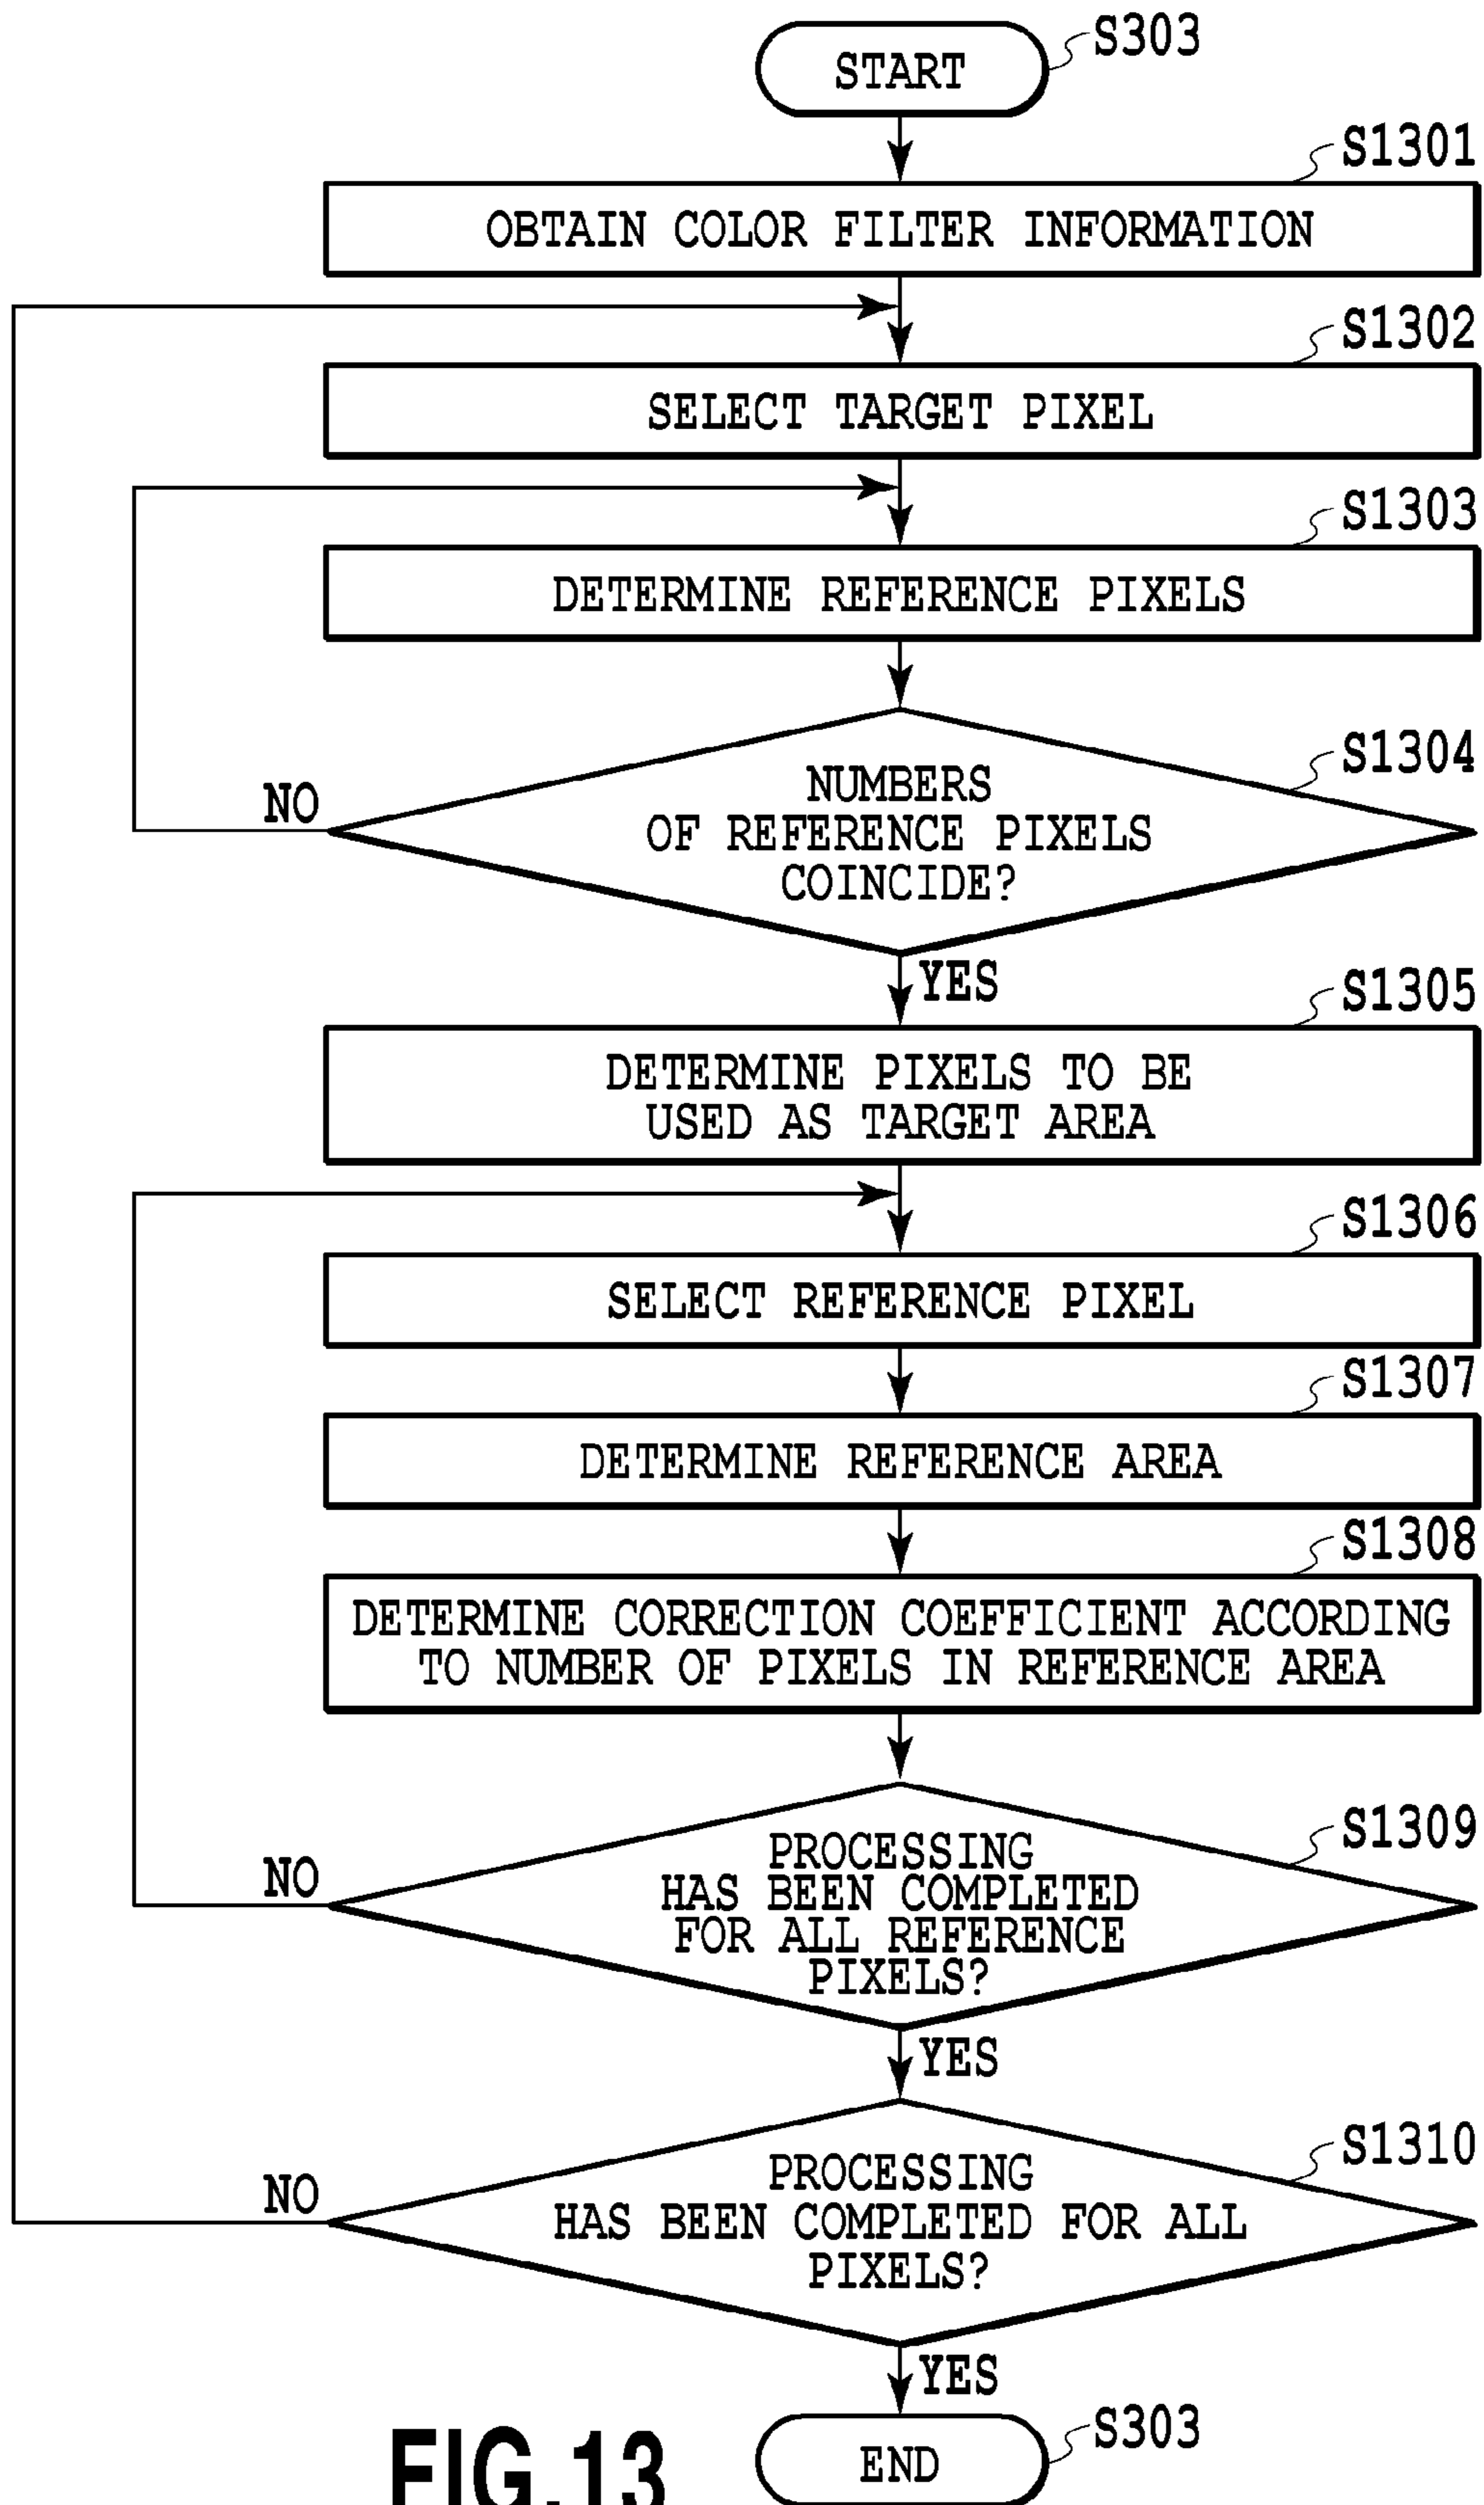 START
S303
S1301
OBTAIN COLOR FILTER INFORMATION
S1302
SELECT TARGET PIXEL
S1303
DETERMINE REFERENCE PIXELS
S1304
NO
NUMBERS
OF REFERENCE PIXELS
COINCIDE?
YES
S1305
DETERMINE PIXELS TO BE
USED AS TARGET AREA
S1306
SELECT REFERENCE PIXEL
S1307
DETERMINE REFERENCE AREA
S1308
DETERMINE CORRECTION COEFFICIENT ACCORDING
TO NUMBER OF PIXELS IN REFERENCE AREA
S1309
NO
PROCESSING
HAS BEEN COMPLETED
FOR ALL REFERENCE
PIXELS?
YES
S1310
NO
PROCESSING
HAS BEEN COMPLETED FOR ALL
PIXELS?
YES
S303
END
FIG.13